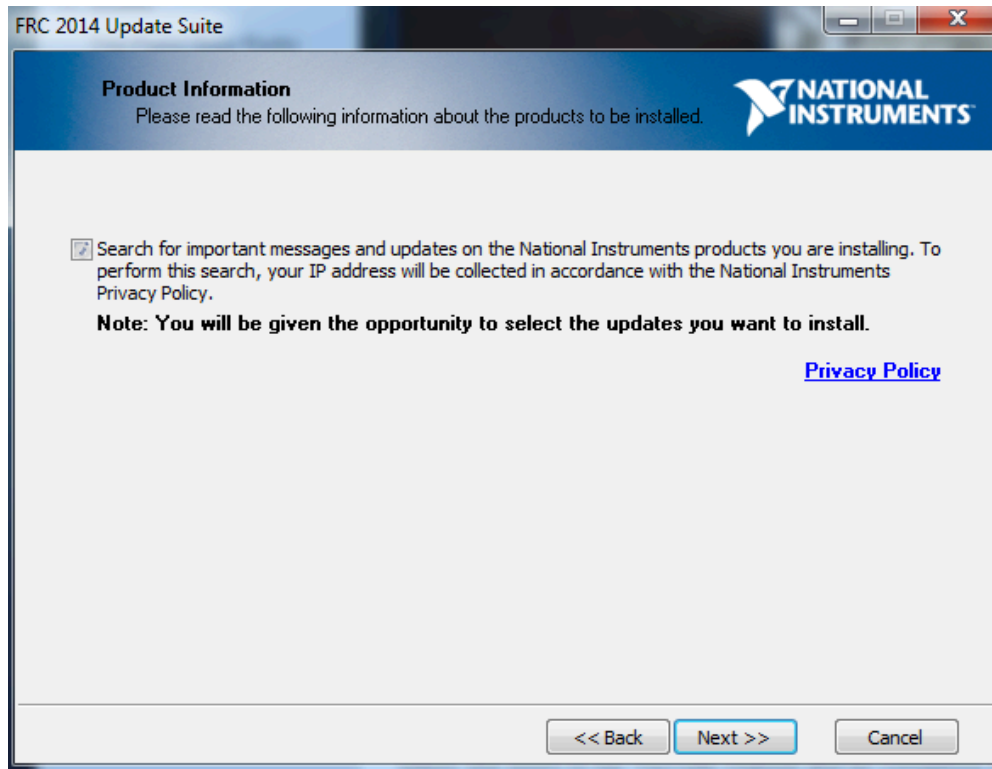 FRC 2014 Update Suite
Product Information
Please read the following information about the products to be installed.
NATIONAL
INSTRUMENTS™
Search for important messages and updates on the National Instruments products you are installing. To
perform this search, your IP address will be collected in accordance with the National Instruments
Privacy Policy.
Note: You will be given the opportunity to select the updates you want to install.
Privacy Policy
<< Back
Next >>
Cancel